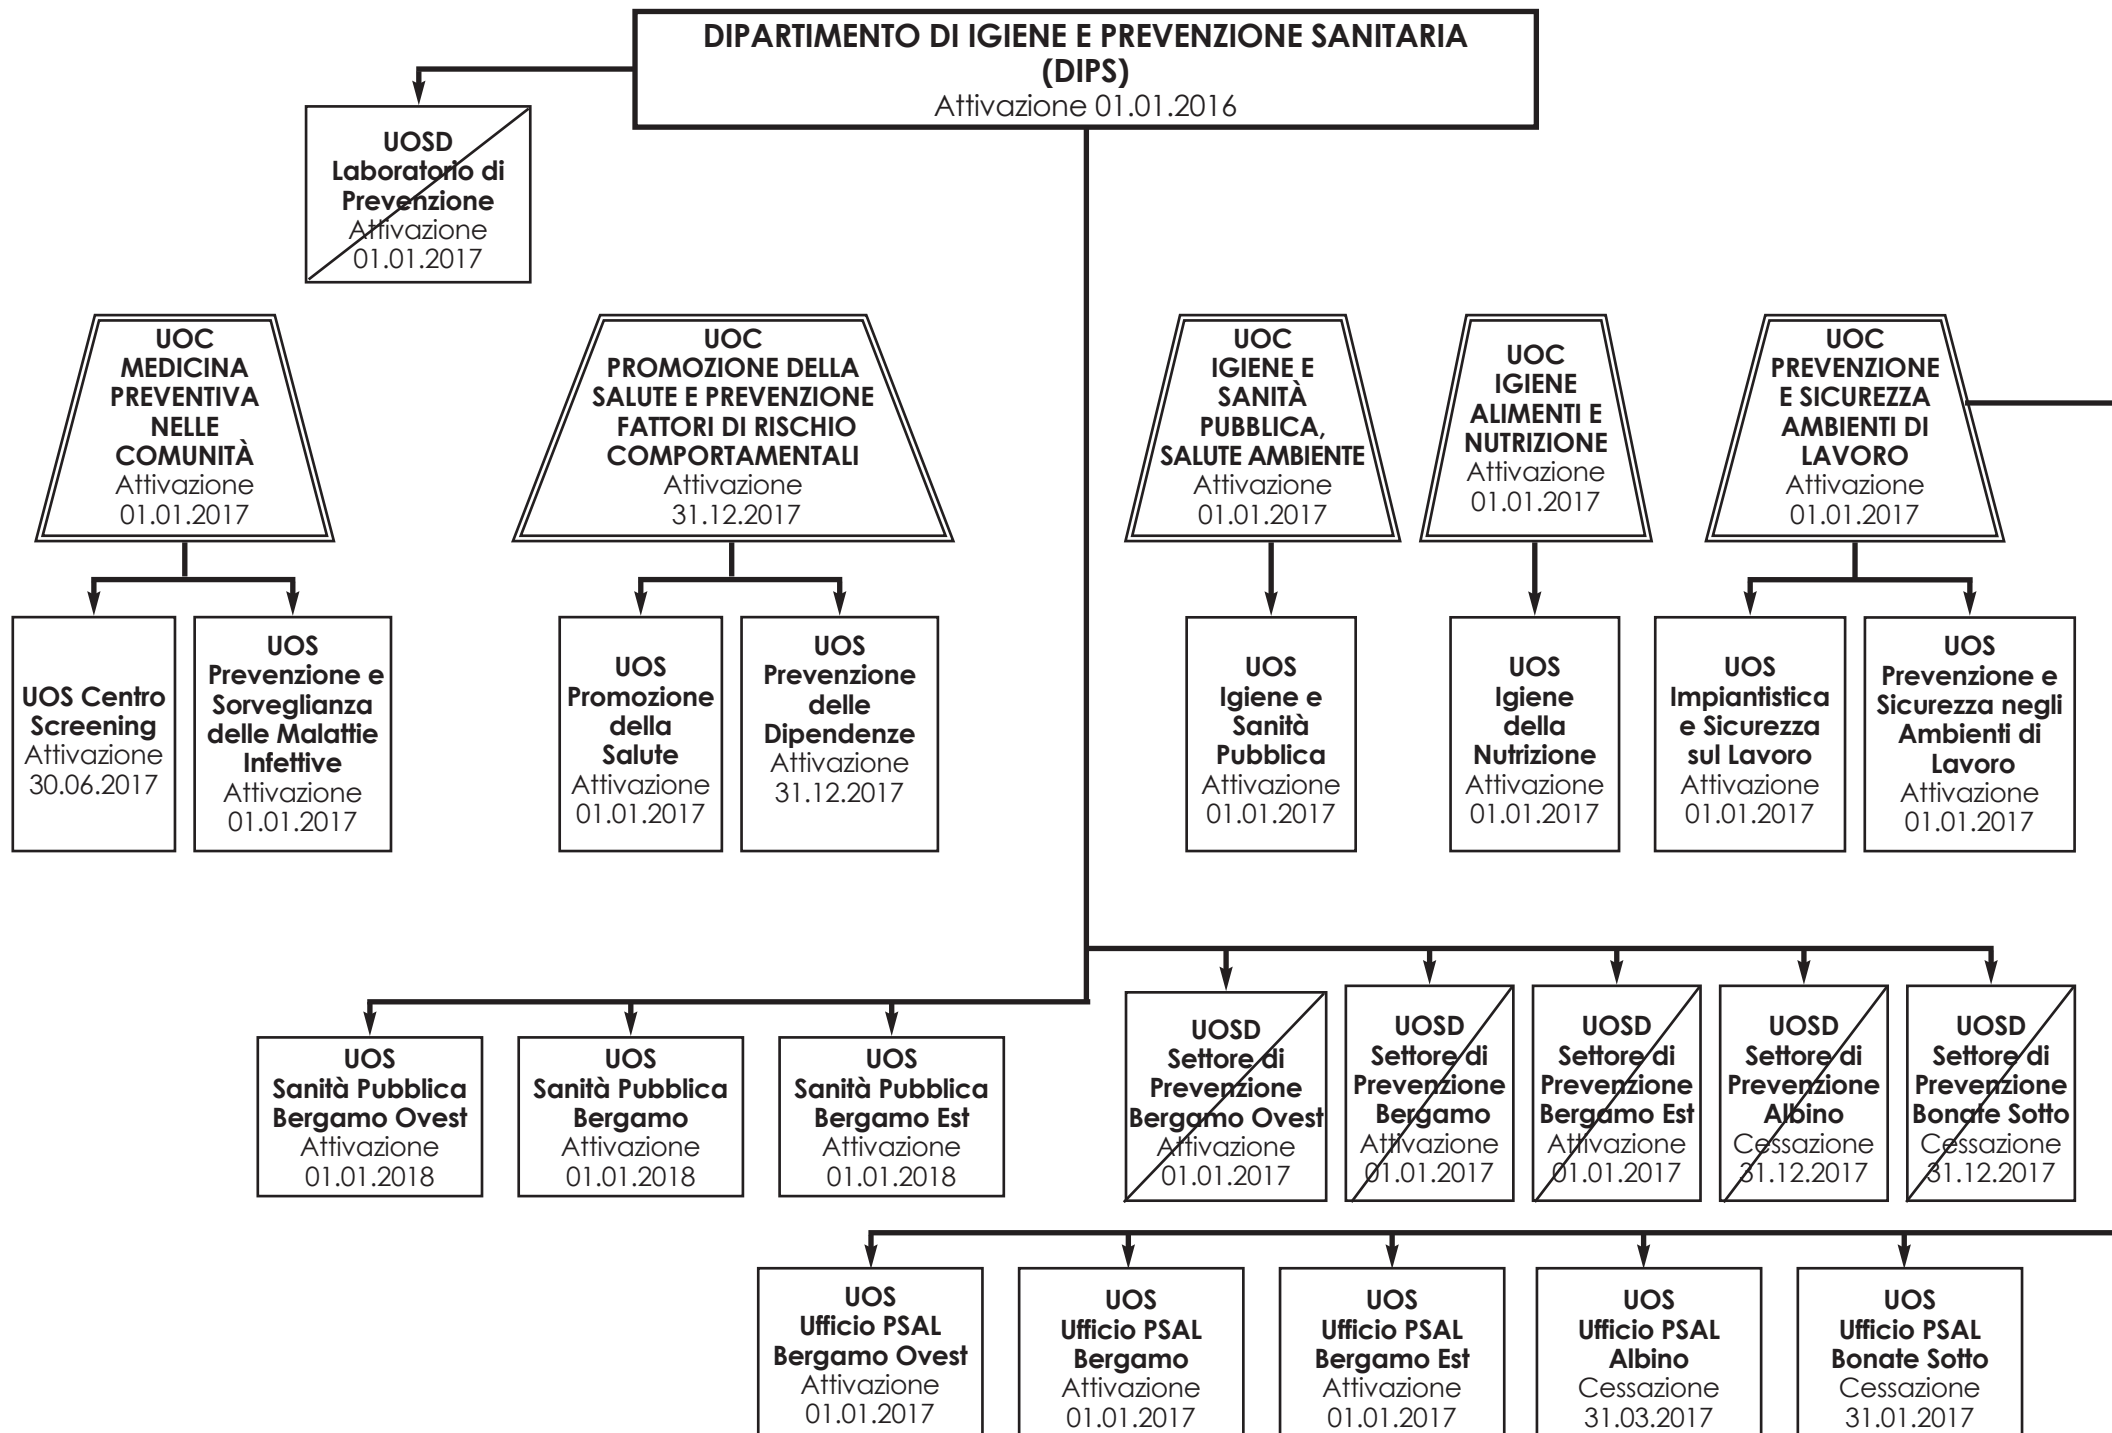 DIPARTIMENTO DI IGIENE E PREVENZIONE SANITARIA
(DIPS)
Attivazione 01.01.2016
UOSD
Laboratorio di
Prevenzione
Attivazione
01.01.2017
UOC
MEDICINA
PREVENTIVA
NELLE
COMUNITÀ
Attivazione
01.01.2017
UOC
PROMOZIONE DELLA
SALUTE E PREVENZIONE
FATTORI DI RISCHIO
COMPORTAMENTALI
Attivazione
31.12.2017
UOC
IGIENE E
SANITÀ
PUBBLICA,
SALUTE AMBIENTE
Attivazione
01.01.2017
UOC
IGIENE
ALIMENTI E
NUTRIZIONE
Attivazione
01.01.2017
UOC
PREVENZIONE
E SICUREZZA
AMBIENTI DI
LAVORO
Attivazione
01.01.2017
UOS Centro
Screening
Attivazione
30.06.2017
UOS
Prevenzione e
Sorveglianza
delle Malattie
Infettive
Attivazione
01.01.2017
UOS
Promozione
della
Salute
Attivazione
01.01.2017
UOS
Prevenzione
delle
Dipendenze
Attivazione
31.12.2017
UOS
Igiene e
Sanità
Pubblica
Attivazione
01.01.2017
UOS
Igiene
della
Nutrizione
Attivazione
01.01.2017
UOS
Impiantistica
e Sicurezza
sul Lavoro
Attivazione
01.01.2017
UOS
Prevenzione e
Sicurezza negli
Ambienti di
Lavoro
Attivazione
01.01.2017
UOS
Sanità Pubblica
Bergamo Ovest
Attivazione
01.01.2018
UOS
Sanità Pubblica
Bergamo
Attivazione
01.01.2018
UOS
Sanità Pubblica
Bergamo Est
Attivazione
01.01.2018
UOSD
Settore di
Prevenzione
Bergamo Ovest
Attivazione
01.01.2017
UOSD
Settore di
Prevenzione
Bergamo
Attivazione
01.01.2017
UOSD
Settore di
Prevenzione
Bergamo Est
Attivazione
01.01.2017
UOSD
Settore di
Prevenzione
Albino
Cessazione
31.12.2017
UOSD
Settore di
Prevenzione
Bonate Sotto
Cessazione
31.12.2017
UOS
Ufficio PSAL
Bergamo Ovest
Attivazione
01.01.2017
UOS
Ufficio PSAL
Bergamo
Attivazione
01.01.2017
UOS
Ufficio PSAL
Bergamo Est
Attivazione
01.01.2017
UOS
Ufficio PSAL
Albino
Cessazione
31.03.2017
UOS
Ufficio PSAL
Bonate Sotto
Cessazione
31.01.2017